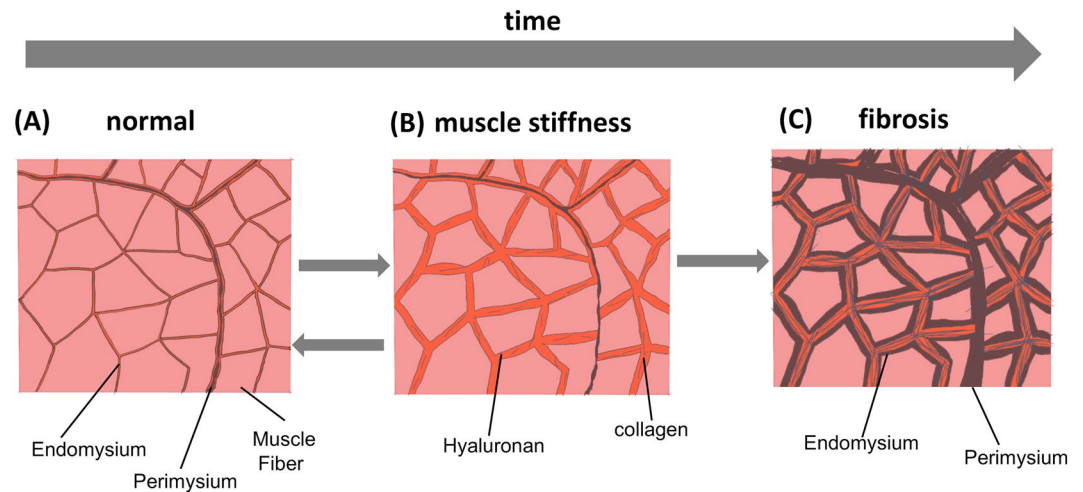 time
(A) normal
(B) muscle stiffness
(C) fibrosis
Endomysium
Perimysium
Muscle
Fiber
Hyaluronan
collagen
Endomysium
Perimysium